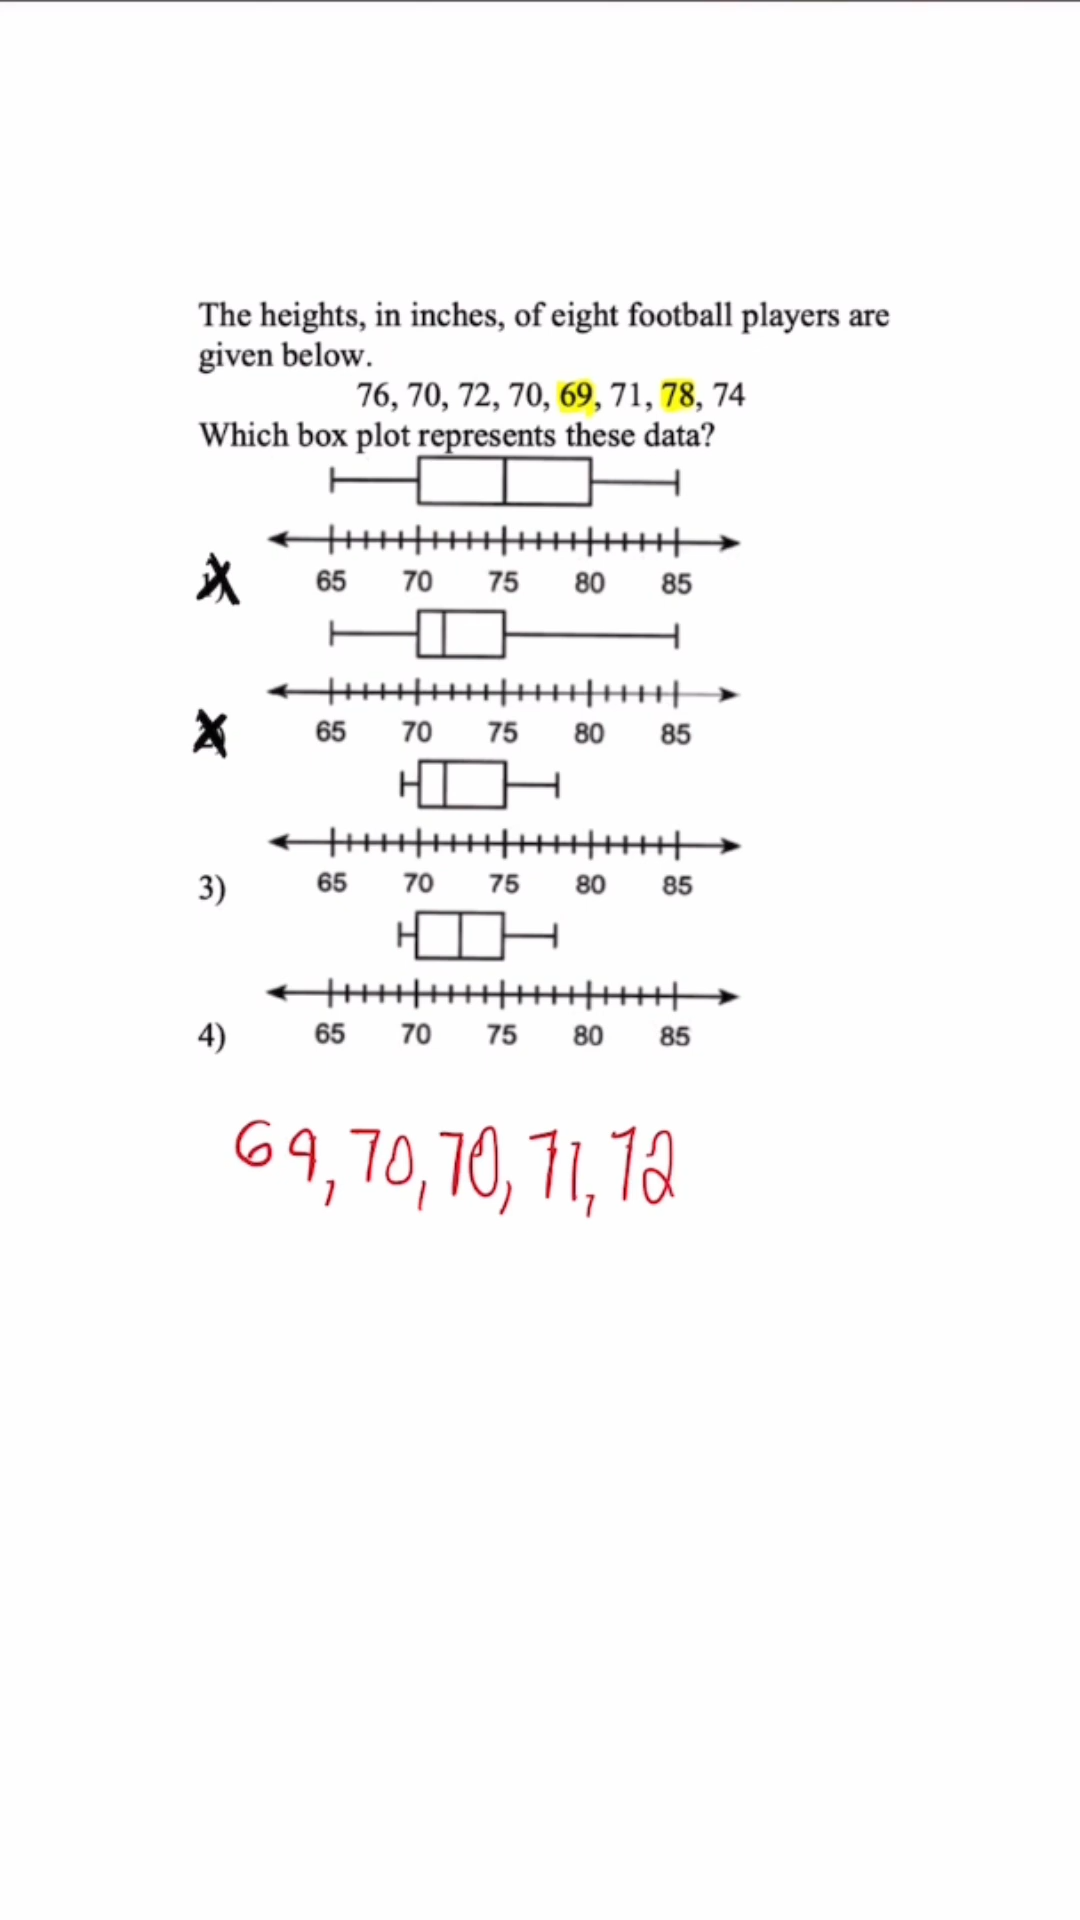 The heights, in inches, of eight football players are
given below.
76, 70, 72, 70, 69, 71, 78, 74
Which box plot represents these data?
65 70 75 80 85
65 70 75 80 85
3) 65 70 75 80 85
4) 65 70 75 80 85
69, 70, 70, 71, 72